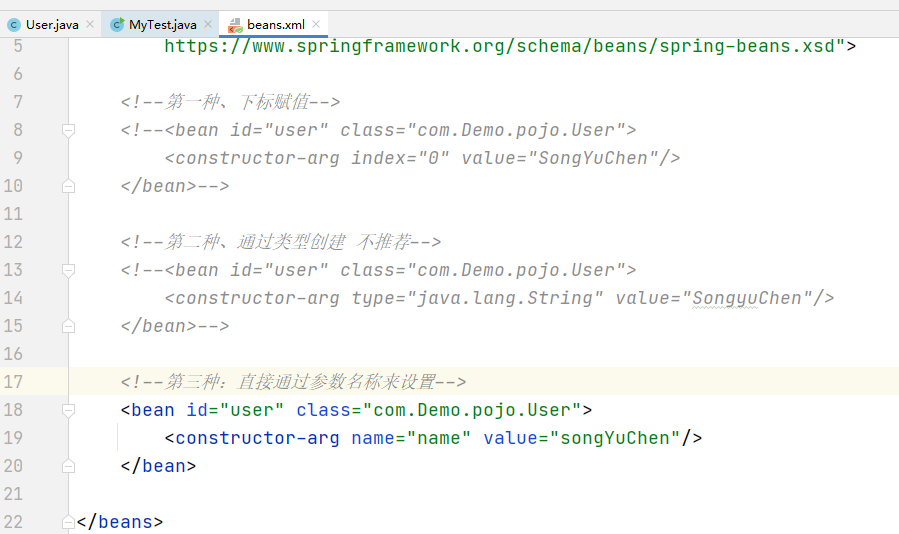 User.java MyTest.java beans.xml
5 https://www.springframework.org/schema/beans/spring-beans.xsd">
6
7 <!--第一种、下标赋值-->
8 <!--<bean id="user" class="com.Demo.pojo.User">
9 <constructor-arg index="0" value="SongYuChen"/>
10 </bean>-->
11
12 <!--第二种、通过类型创建 不推荐-->
13 <!--<bean id="user" class="com.Demo.pojo.User">
14 <constructor-arg type="java.lang.String" value="SongyuChen"/>
15 </bean>-->
16
17 <!--第三种：直接通过参数名称来设置-->
18 <bean id="user" class="com.Demo.pojo.User">
19 <constructor-arg name="name" value="songYuChen"/>
20 </bean>
21
22 </beans>